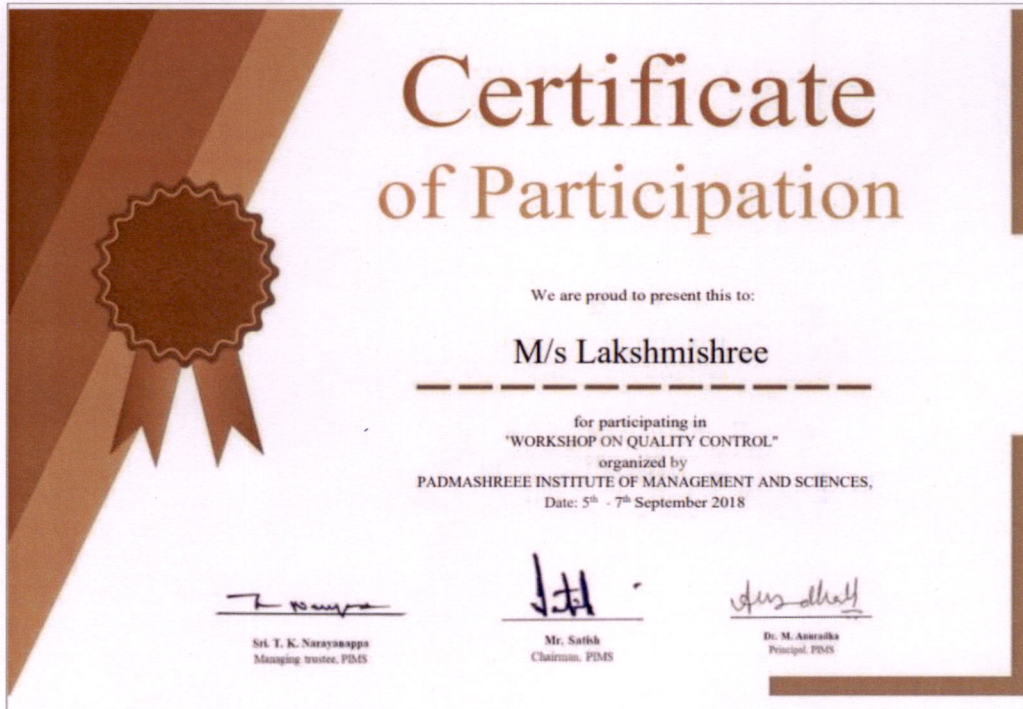 Certificate
of Participation
We are proud to present this to:
M/s Lakshmishree
for participating in
'WORKSHOP ON QUALITY CONTROL"
organized by
PADMASHREEE INSTITUTE OF MANAGEMENT AND SCIENCES,
Date: 5th - 7th September 2018
Sri. T. K. Narayanappa
Managing trustee, PIMS
Mr. Satish
Chairman, PIMS
Dr. M. Anuradha
Principal, PIMS